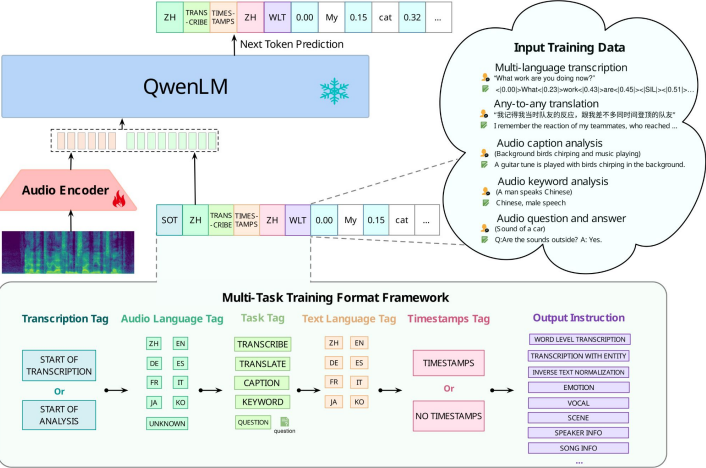 ZH TRANS-CRIBE TIMES-TAMPS ZH WLT 0.00 My 0.15 cat 0.32 ...
Next Token Prediction
QwenLM
Audio Encoder
SOT ZH TRANS-CRIBE TIMES-TAMPS ZH WLT 0.00 My 0.15 cat ...
Input Training Data
Multi-language transcription
"What work are you doing now?"
<|0.00|>What<|0.23|>work<|0.43|>are<|0.45|><|SIL|><|0.51|>...
Any-to-any translation
"我记得我当时队友的反应，跟我差不多同时间登顶的队友"
I remember the reaction of my teammates, who reached ...
Audio caption analysis
(Background birds chirping and music playing)
A guitar tune is played with birds chirping in the background.
Audio keyword analysis
(A man speaks Chinese)
Chinese, male speech
Audio question and answer
(Sound of a car)
Q:Are the sounds outside? A: Yes.
Multi-Task Training Format Framework
Transcription Tag
START OF
TRANSCRIPTION
Or
START OF
ANALYSIS
Audio Language Tag
ZH EN
DE ES
FR IT
JA KO
UNKNOWN
Task Tag
TRANSCRIBE
TRANSLATE
CAPTION
KEYWORD
QUESTION
question
Text Language Tag
ZH EN
DE ES
FR IT
JA KO
Timestamps Tag
TIMESTAMPS
Or
NO TIMESTAMPS
Output Instruction
WORD LEVEL TRANSCRIPTION
TRANSCRIPTION WITH ENTITY
INVERSE TEXT NORMALIZATION
EMOTION
VOCAL
SCENE
SPEAKER INFO
SONG INFO
...